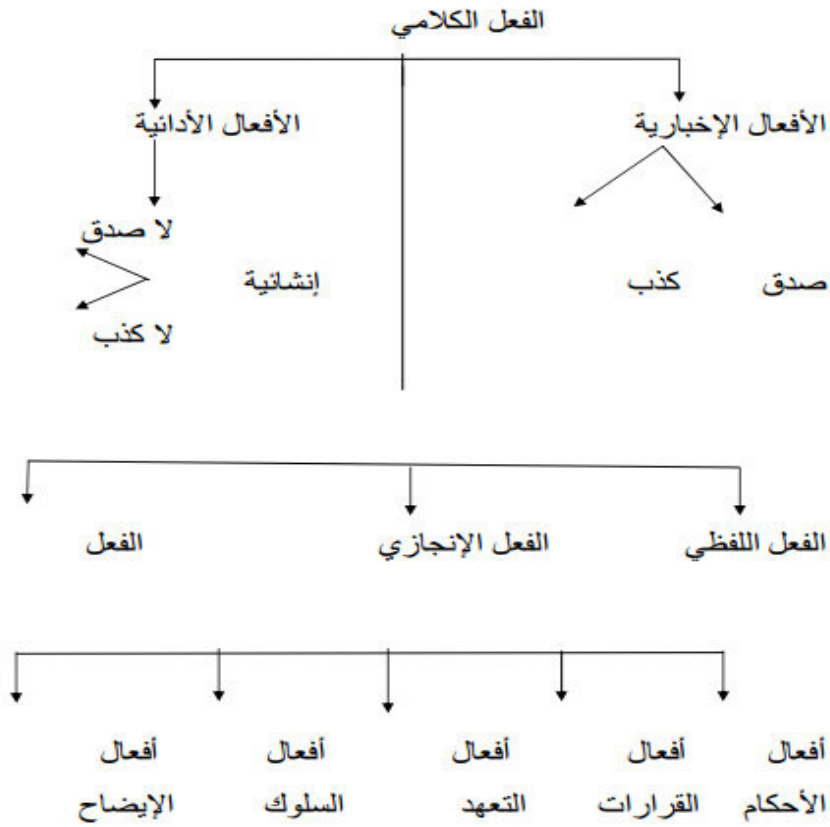 الفعل الكلامي
الأفعال الإخبارية الأفعال الأدائية
لا صدق
صدق كذب إنشائية
لا كذب
الفعل اللفظي الفعل الإنجازي الفعل
أفعال أفعال أفعال أفعال أفعال
الأحكام القرارات التعهد السلوك الإيضاح